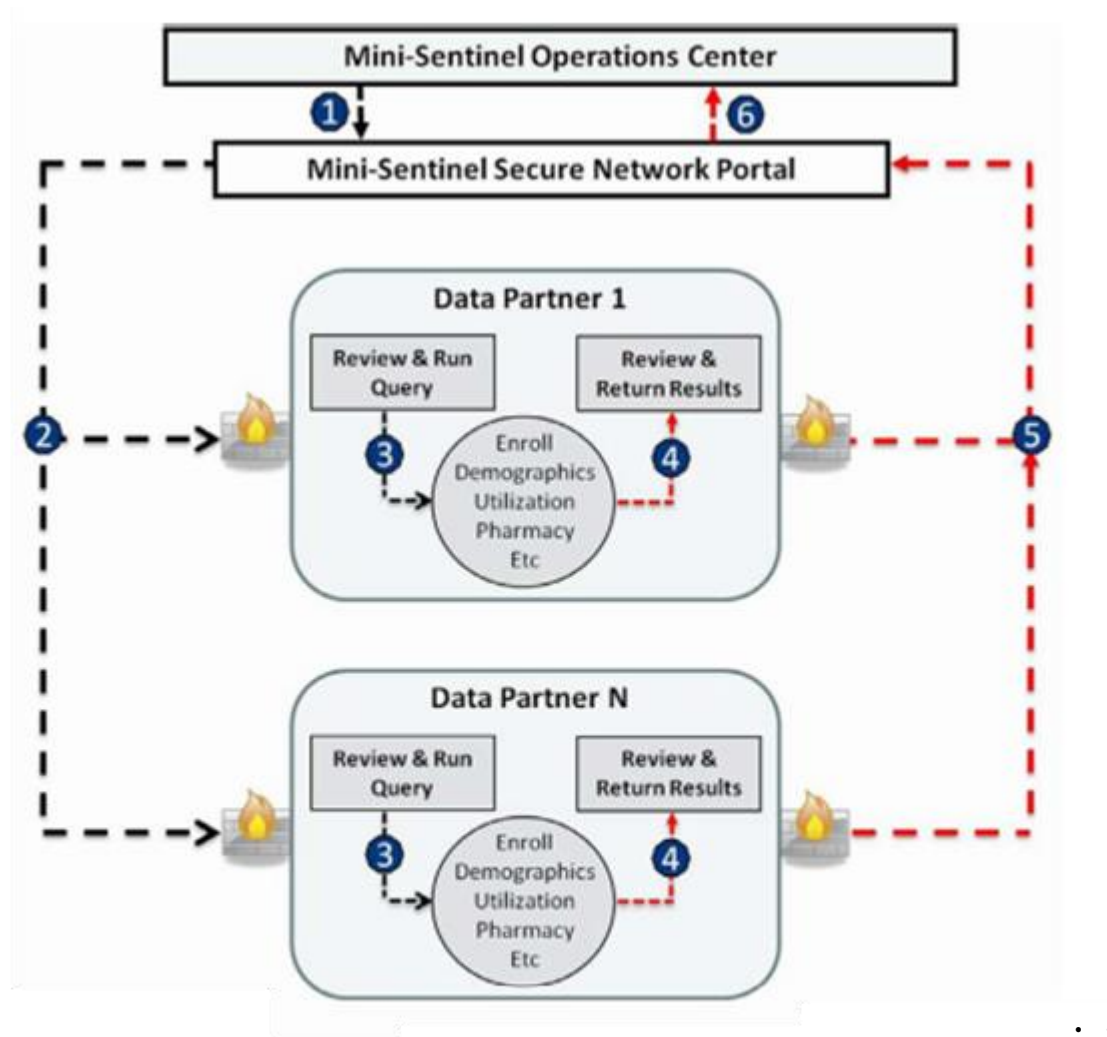 Mini-Sentinel Operations Center
1
6
Mini-Sentinel Secure Network Portal
Data Partner 1
Review & Run
Query
Review &
Return Results
2
3
4
5
Enroll
Demographics
Utilization
Pharmacy
Etc
Data Partner N
Review & Run
Query
Review &
Return Results
3
4
Enroll
Demographics
Utilization
Pharmacy
Etc
.